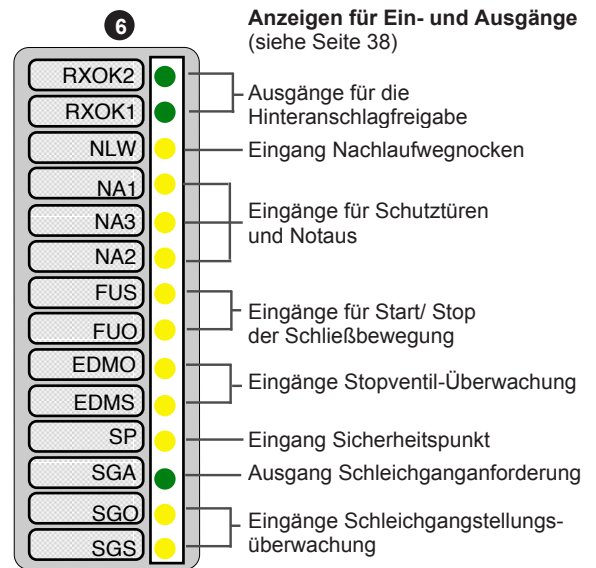 6
Anzeigen für Ein- und Ausgänge
(siehe Seite 38)
RXOK2
RXOK1
Ausgänge für die
Hinteranschlagfreigabe
NLW
Eingang Nachlaufwegnocken
NA1
NA3
NA2
Eingänge für Schutztüren
und Notaus
FUS
FUO
Eingänge für Start/ Stop
der Schließbewegung
EDMO
EDMS
Eingänge Stopventil-Überwachung
SP
Eingang Sicherheitspunkt
SGA
Ausgang Schleichganganforderung
SGO
SGS
Eingänge Schleichgangstellungs-
überwachung